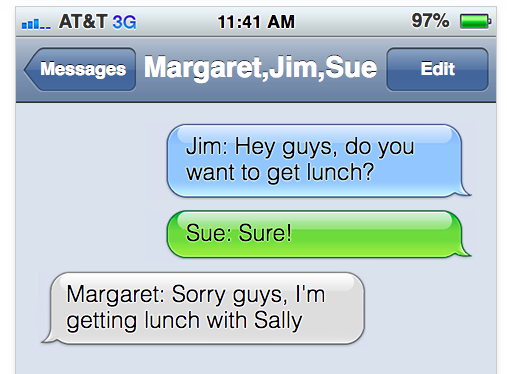 AT&T 3G 11:41 AM 97%
Messages Margaret,Jim,Sue Edit
Jim: Hey guys, do you
want to get lunch?
Sue: Sure!
Margaret: Sorry guys, I'm
getting lunch with Sally